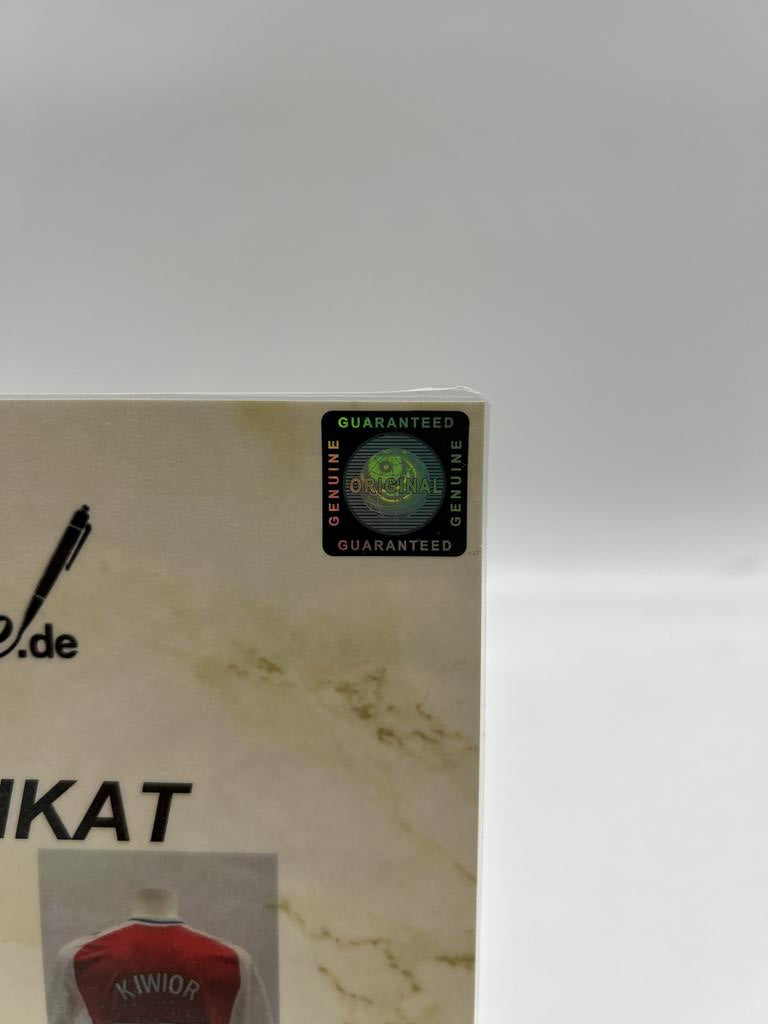 GUARANTEED
GENUINE
ORIGINAL
GENUINE
GUARANTEED
.de
IKAT
KIWIOR